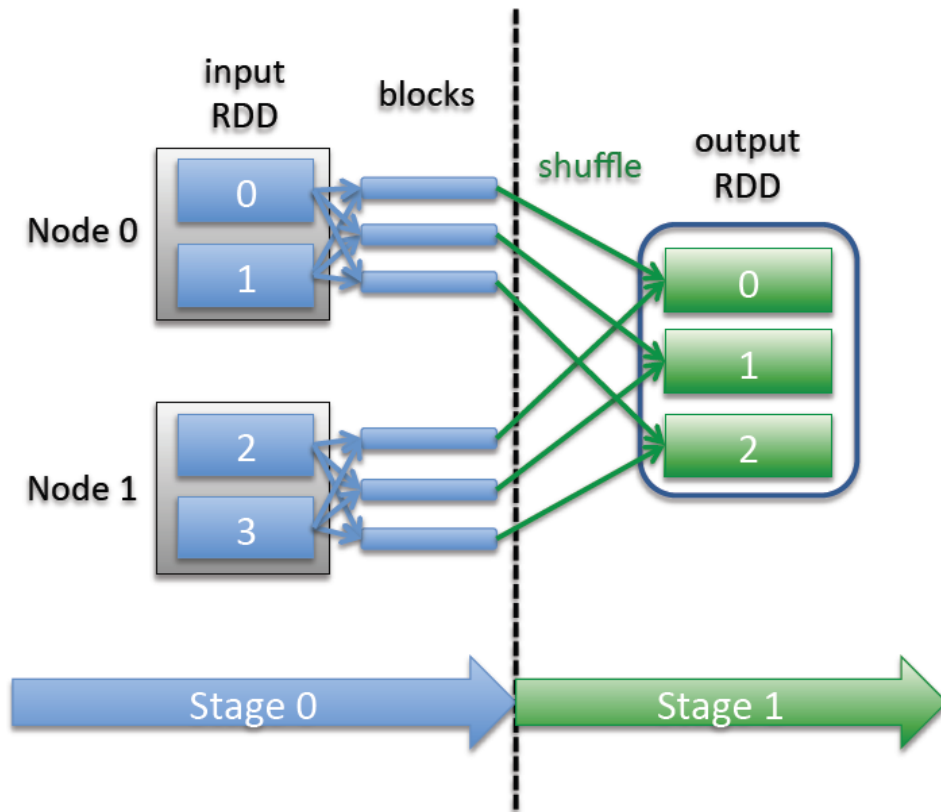 input
RDD
blocks
shuffle
output
RDD
Node 0
0
1
0
1
2
Node 1
2
3
Stage 0
Stage 1